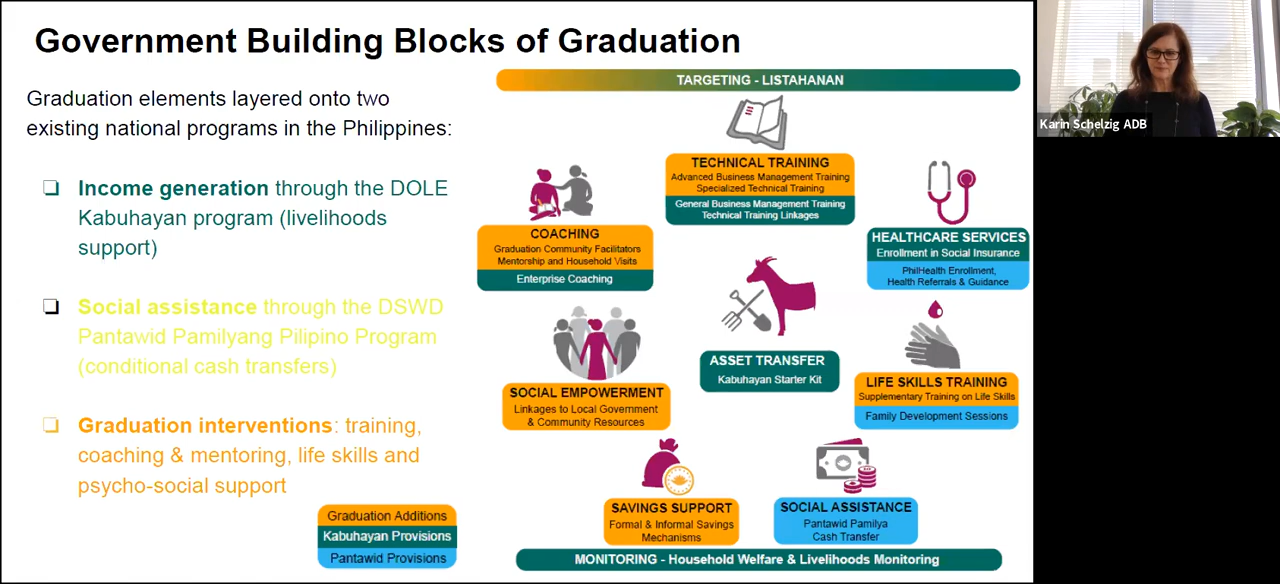 Government Building Blocks of Graduation
Graduation elements layered onto two
existing national programs in the Philippines:
Income generation through the DOLE
Kabuhayan program (livelihoods
support)
Social assistance through the DSWD
Pantawid Pamilyang Pilipino Program
(conditional cash transfers)
Graduation interventions: training,
coaching & mentoring, life skills and
psycho-social support
Graduation Additions
Kabuhayan Provisions
Pantawid Provisions
TARGETING - LISTAHANAN
TECHNICAL TRAINING
Advanced Business Management Training
Specialized Technical Training
General Business Management Training
Technical Training Linkages
COACHING
Graduation Community Facilitators
Mentorship and Household Visits
Enterprise Coaching
HEALTHCARE SERVICES
Enrollment in Social Insurance
PhilHealth Enrollment,
Health Referrals & Guidance
ASSET TRANSFER
Kabuhayan Starter Kit
SOCIAL EMPOWERMENT
Linkages to Local Government
& Community Resources
LIFE SKILLS TRAINING
Supplementary Training on Life Skills
Family Development Sessions
SAVINGS SUPPORT
Formal & Informal Savings
Mechanisms
SOCIAL ASSISTANCE
Pantawid Pamilya
Cash Transfer
MONITORING - Household Welfare & Livelihoods Monitoring
Karin Schelzig ADB